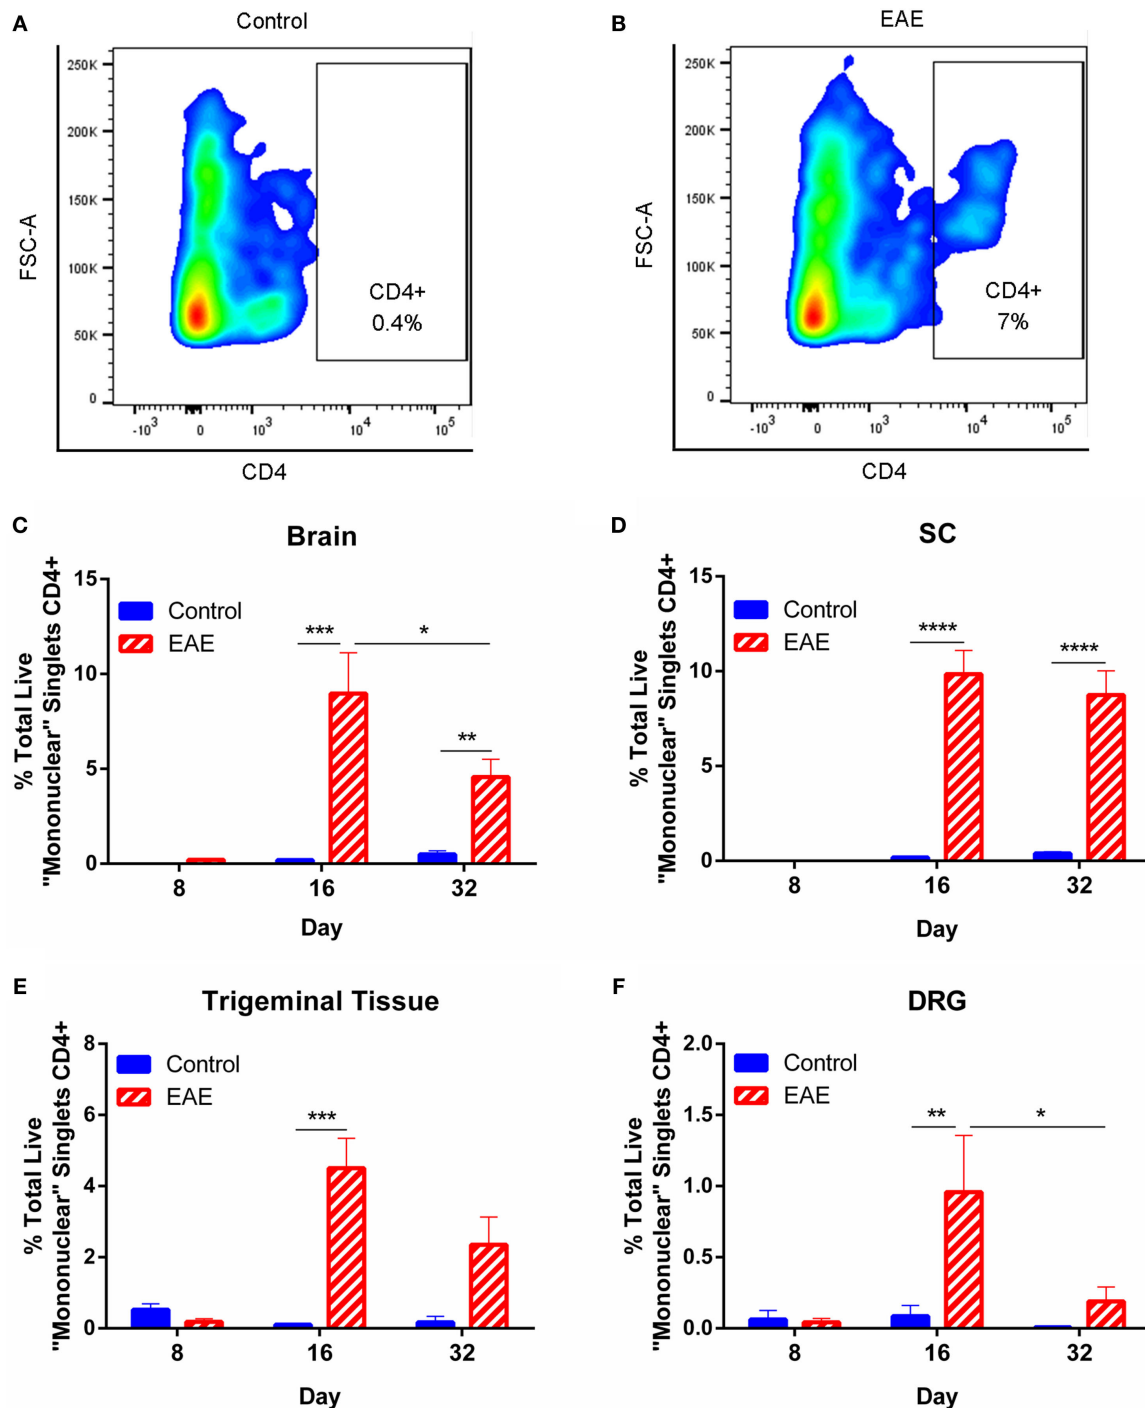 A
Control
250K
200K
150K
100K
50K
0
FSC-A
CD4+
0.4%
-10³ 0 10³ 10⁴ 10⁵
CD4
B
EAE
250K
200K
150K
100K
50K
0
FSC-A
CD4+
7%
-10³ 0 10³ 10⁴ 10⁵
CD4
C
Brain
% Total Live
"Mononuclear" Singlets CD4+
15
10
5
0
Control
EAE
***
*
**
8 16 32
Day
D
SC
% Total Live
"Mononuclear" Singlets CD4+
15
10
5
0
Control
EAE
****
****
8 16 32
Day
E
Trigeminal Tissue
% Total Live
"Mononuclear" Singlets CD4+
8
6
4
2
0
Control
EAE
***
8 16 32
Day
F
DRG
% Total Live
"Mononuclear" Singlets CD4+
2.0
1.5
1.0
0.5
0.0
Control
EAE
**
*
8 16 32
Day